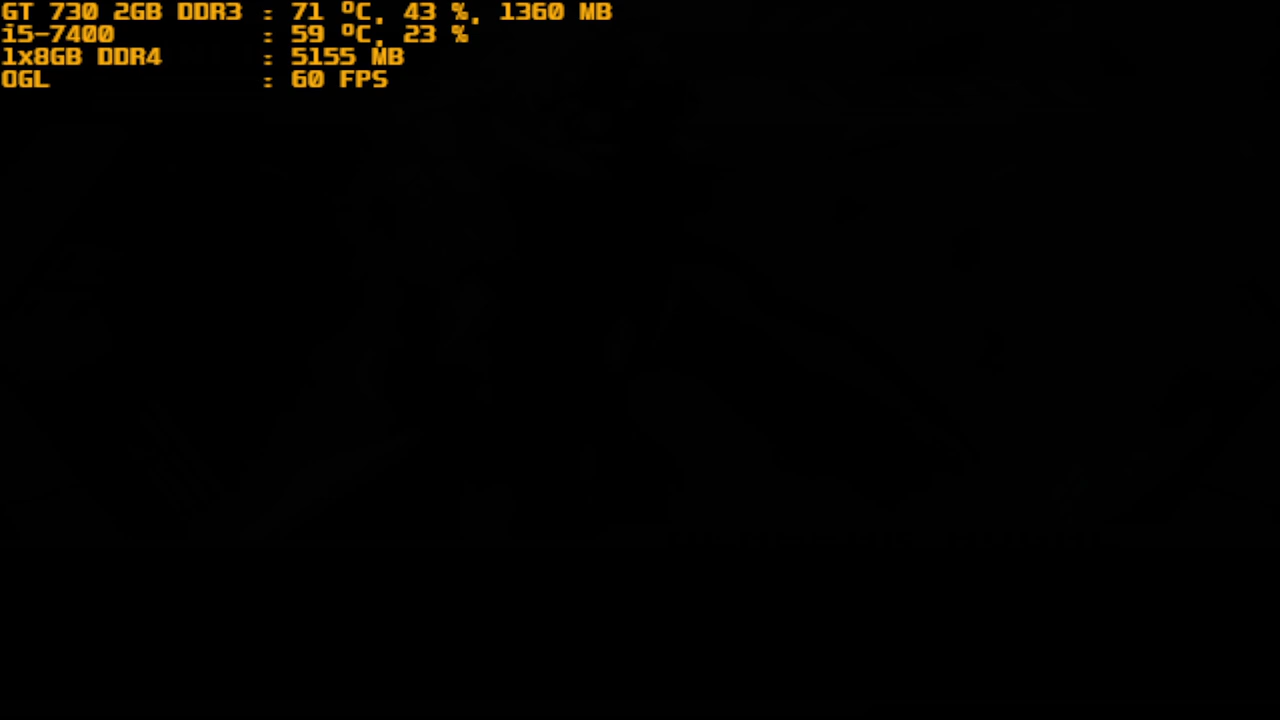 GT 730 2GB DDR3 : 71 ºC, 43 %, 1360 MB
i5-7400 : 59 ºC, 23 %
1x8GB DDR4 : 5155 MB
OGL : 60 FPS